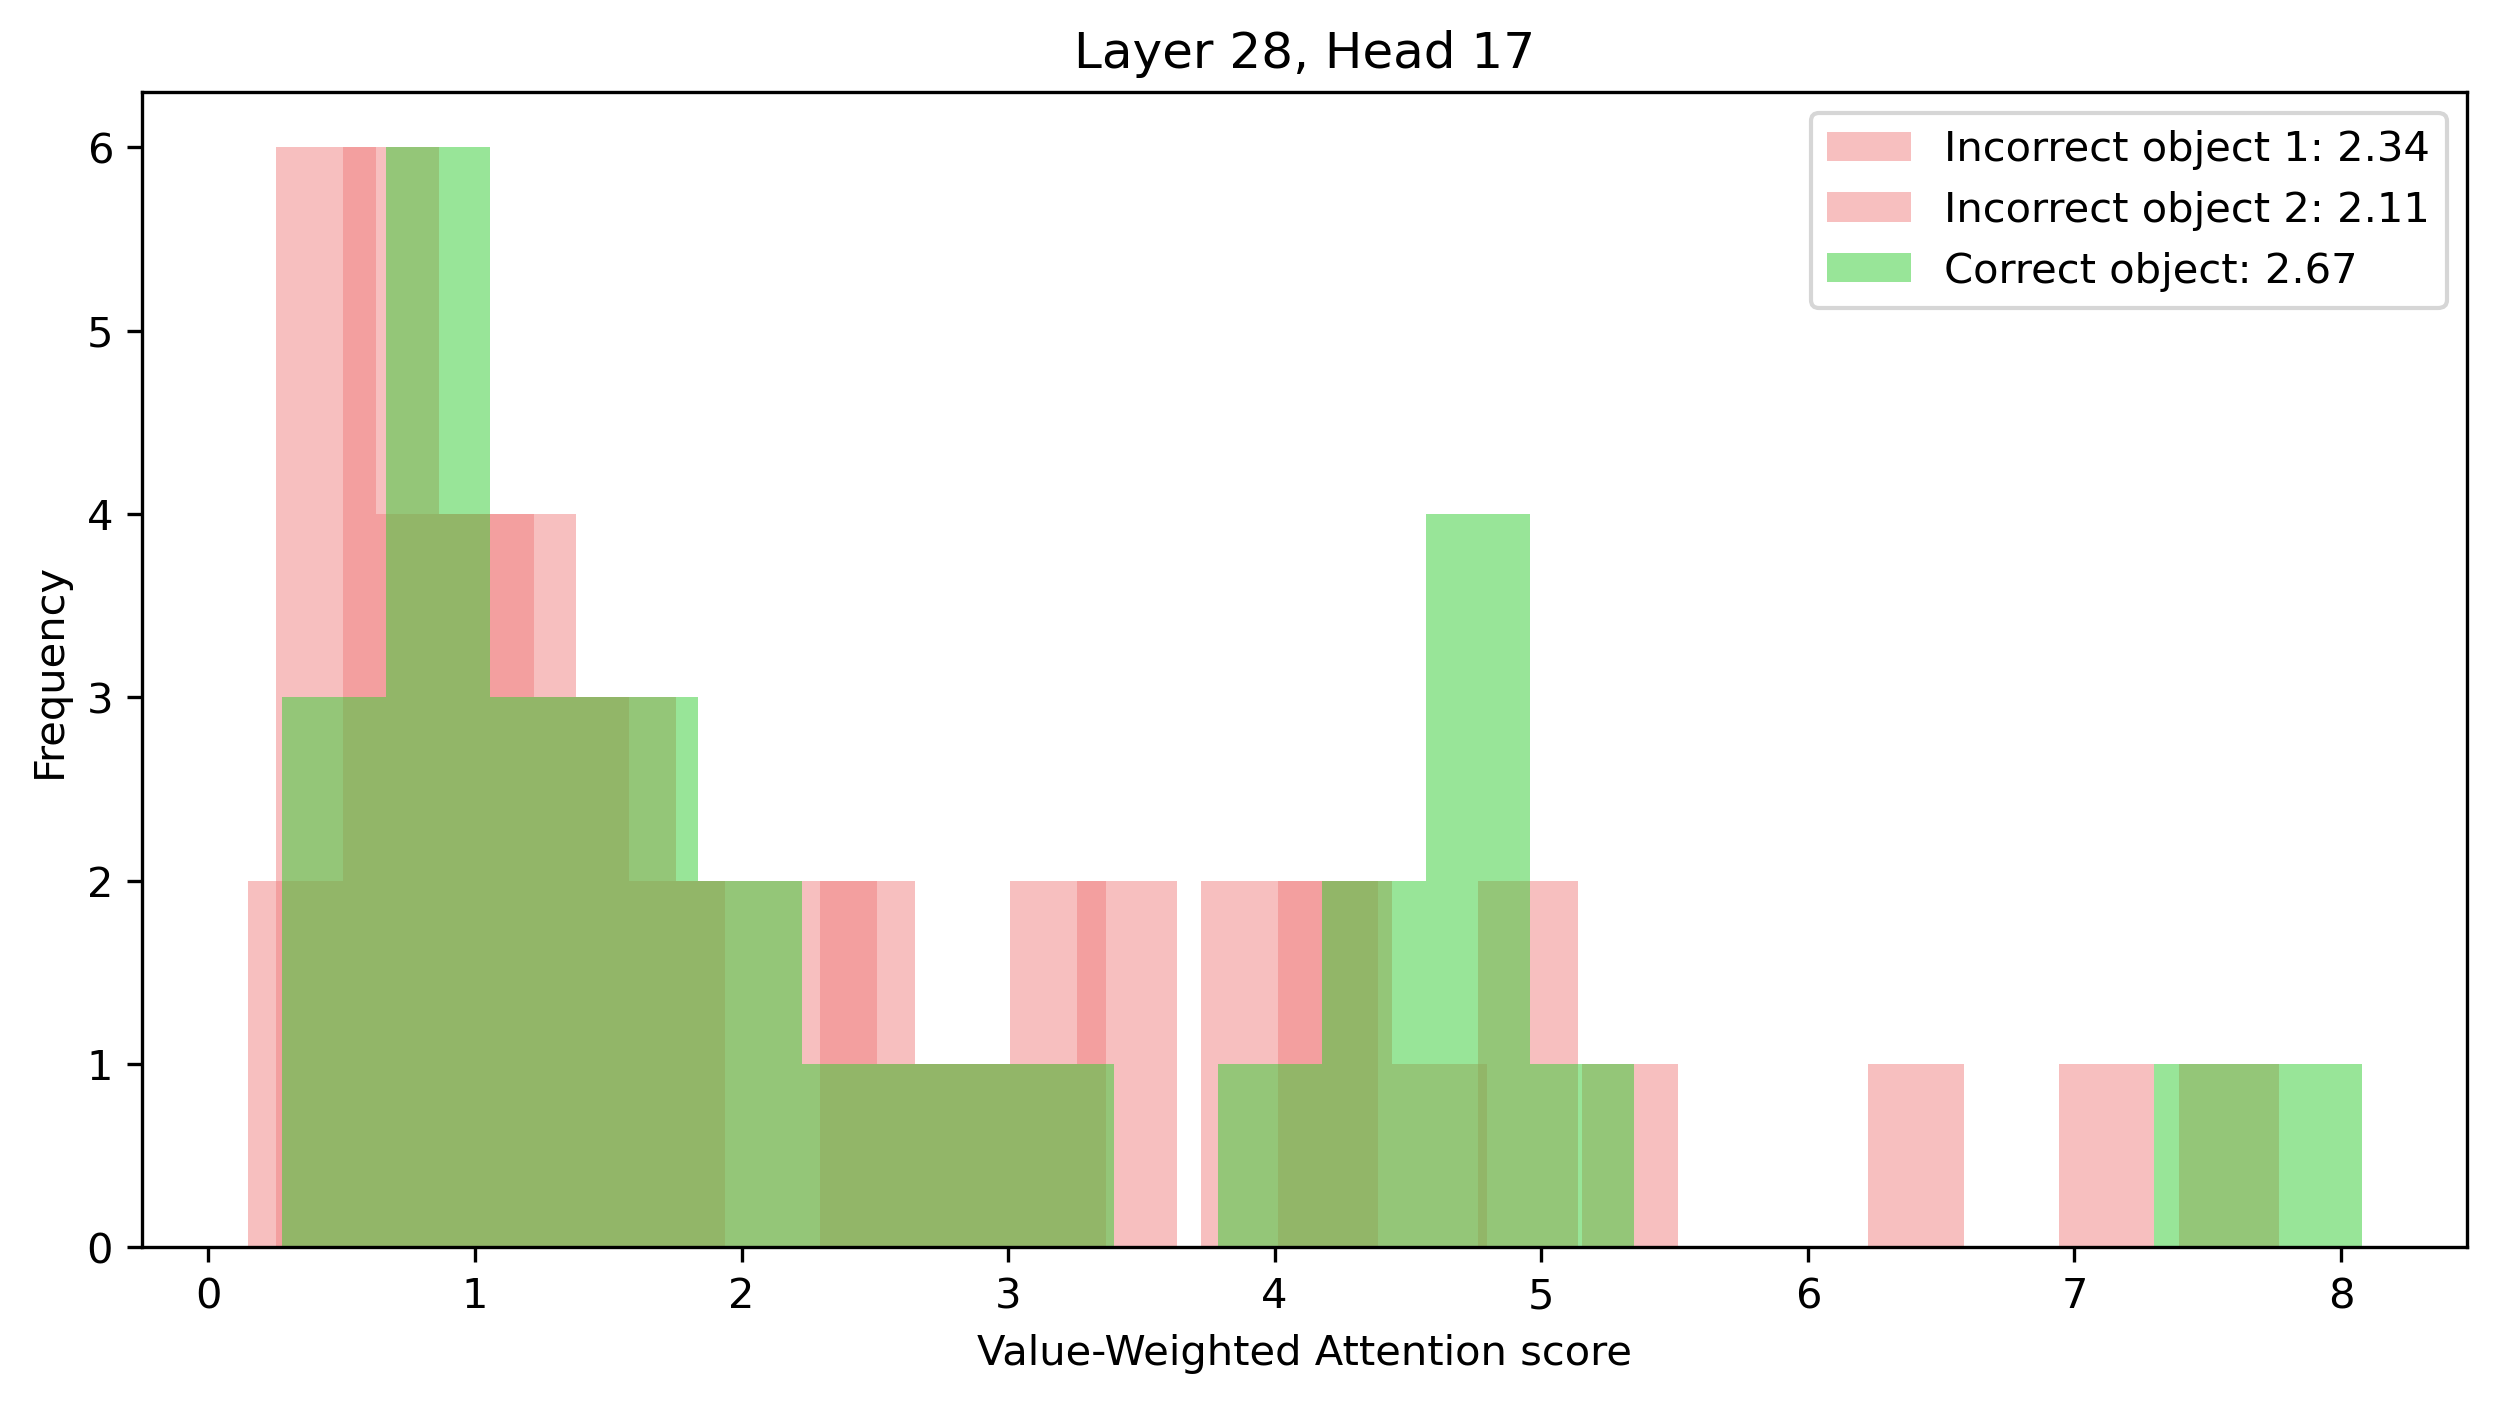 Layer 28, Head 17
Incorrect object 1: 2.34
Incorrect object 2: 2.11
Correct object: 2.67
Frequency
6
5
4
3
2
1
0
0 1 2 3 4 5 6 7 8
Value-Weighted Attention score